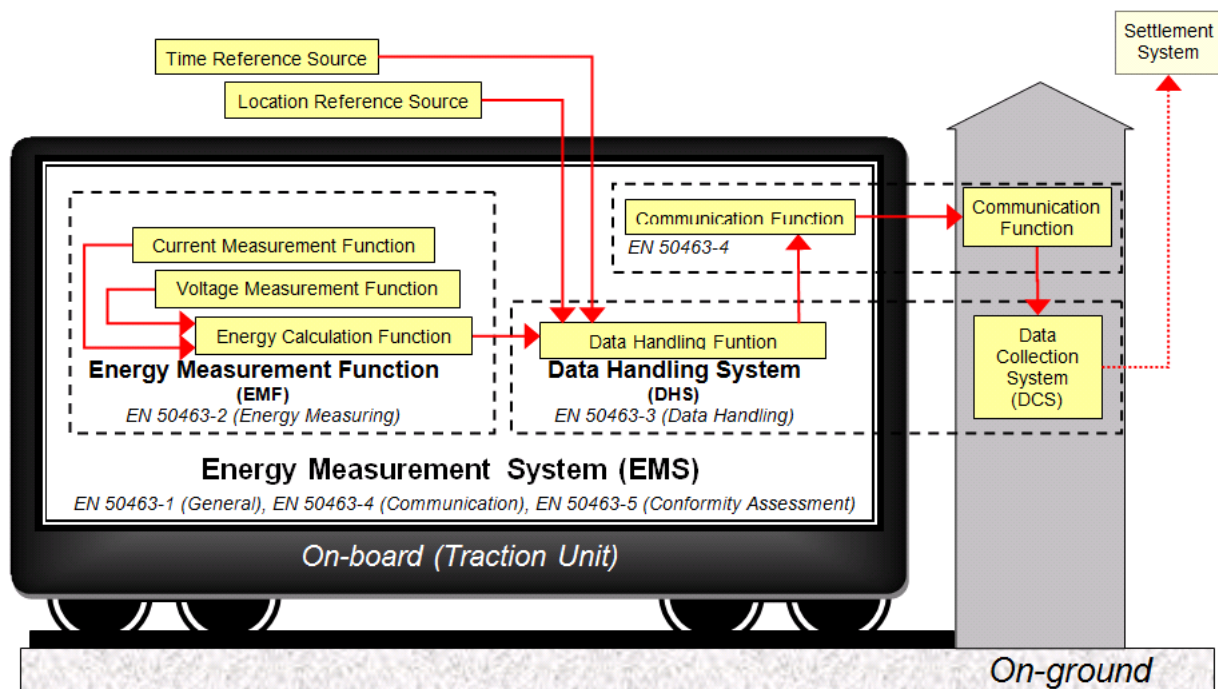 Time Reference Source
Location Reference Source
Settlement
System
Current Measurement Function
Voltage Measurement Function
Energy Calculation Function
Energy Measurement Function
(EMF)
EN 50463-2 (Energy Measuring)
Communication Function
EN 50463-4
Data Handling Funtion
Data Handling System
(DHS)
EN 50463-3 (Data Handling)
Communication
Function
Data
Collection
System
(DCS)
Energy Measurement System (EMS)
EN 50463-1 (General), EN 50463-4 (Communication), EN 50463-5 (Conformity Assessment)
On-board (Traction Unit)
On-ground